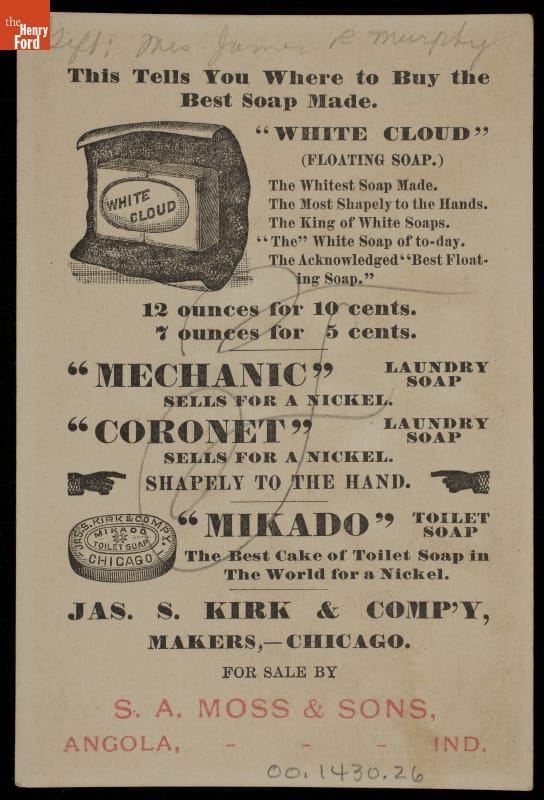 the
Henry
Ford
Gift: Mrs James R Murphy
This Tells You Where to Buy the
Best Soap Made.
WHITE
CLOUD
"WHITE CLOUD"
(FLOATING SOAP.)
The Whitest Soap Made.
The Most Shapely to the Hands.
The King of White Soaps.
"The" White Soap of to-day.
The Acknowledged "Best Float-
ing Soap."
12 ounces for 10 cents.
7 ounces for 5 cents.
"MECHANIC" LAUNDRY SOAP
SELLS FOR A NICKEL.
"CORONET" LAUNDRY SOAP
SELLS FOR A NICKEL.
SHAPELY TO THE HAND.
JAS. S. KIRK & COMP'Y.
MIKADO
TOILET SOAP
CHICAGO
"MIKADO" TOILET SOAP
The Best Cake of Toilet Soap in
The World for a Nickel.
JAS. S. KIRK & COMP'Y,
MAKERS,—CHICAGO.
FOR SALE BY
S. A. MOSS & SONS,
ANGOLA, - - - IND.
00.1430.26